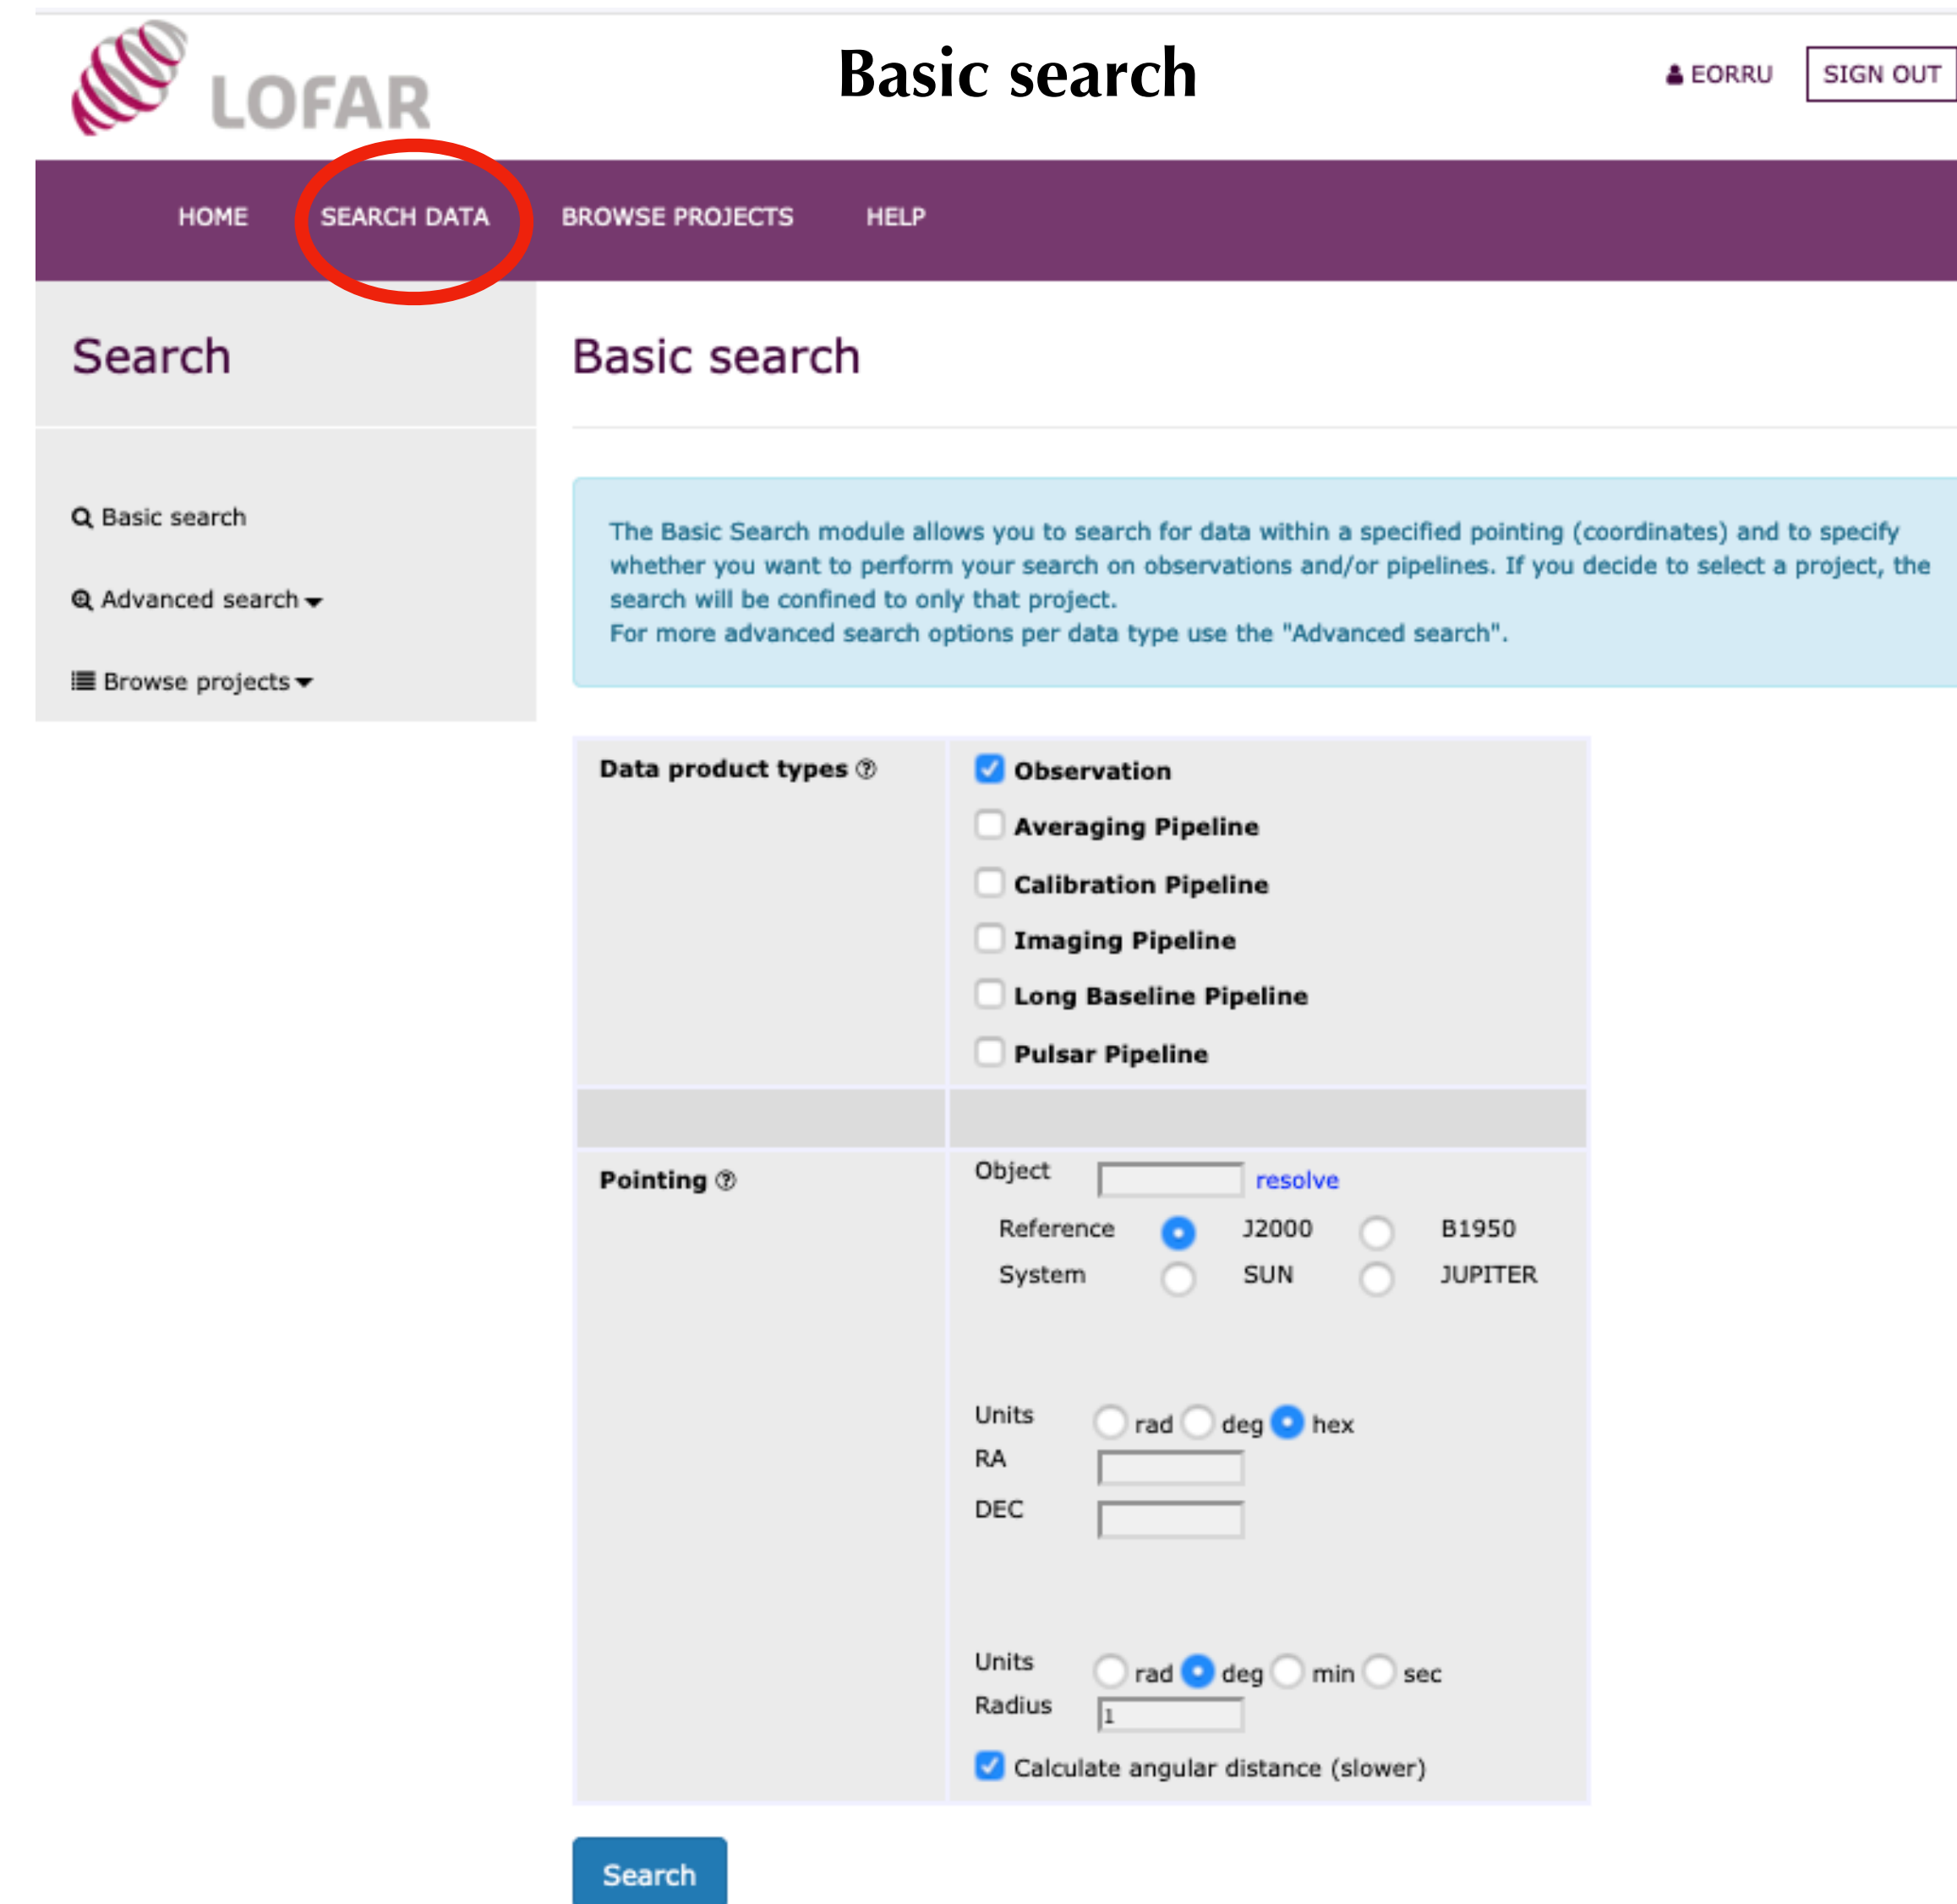 LOFAR
Basic search
EORRU
SIGN OUT
HOME SEARCH DATA BROWSE PROJECTS HELP
Search
Basic search
Advanced search
Browse projects
Basic search
The Basic Search module allows you to search for data within a specified pointing (coordinates) and to specify
whether you want to perform your search on observations and/or pipelines. If you decide to select a project, the
search will be confined to only that project.
For more advanced search options per data type use the "Advanced search".
Data product types ?
Observation
Averaging Pipeline
Calibration Pipeline
Imaging Pipeline
Long Baseline Pipeline
Pulsar Pipeline
Pointing ?
Object resolve
Reference J2000 B1950
System SUN JUPITER
Units rad deg hex
RA
DEC
Units rad deg min sec
Radius 1
Calculate angular distance (slower)
Search